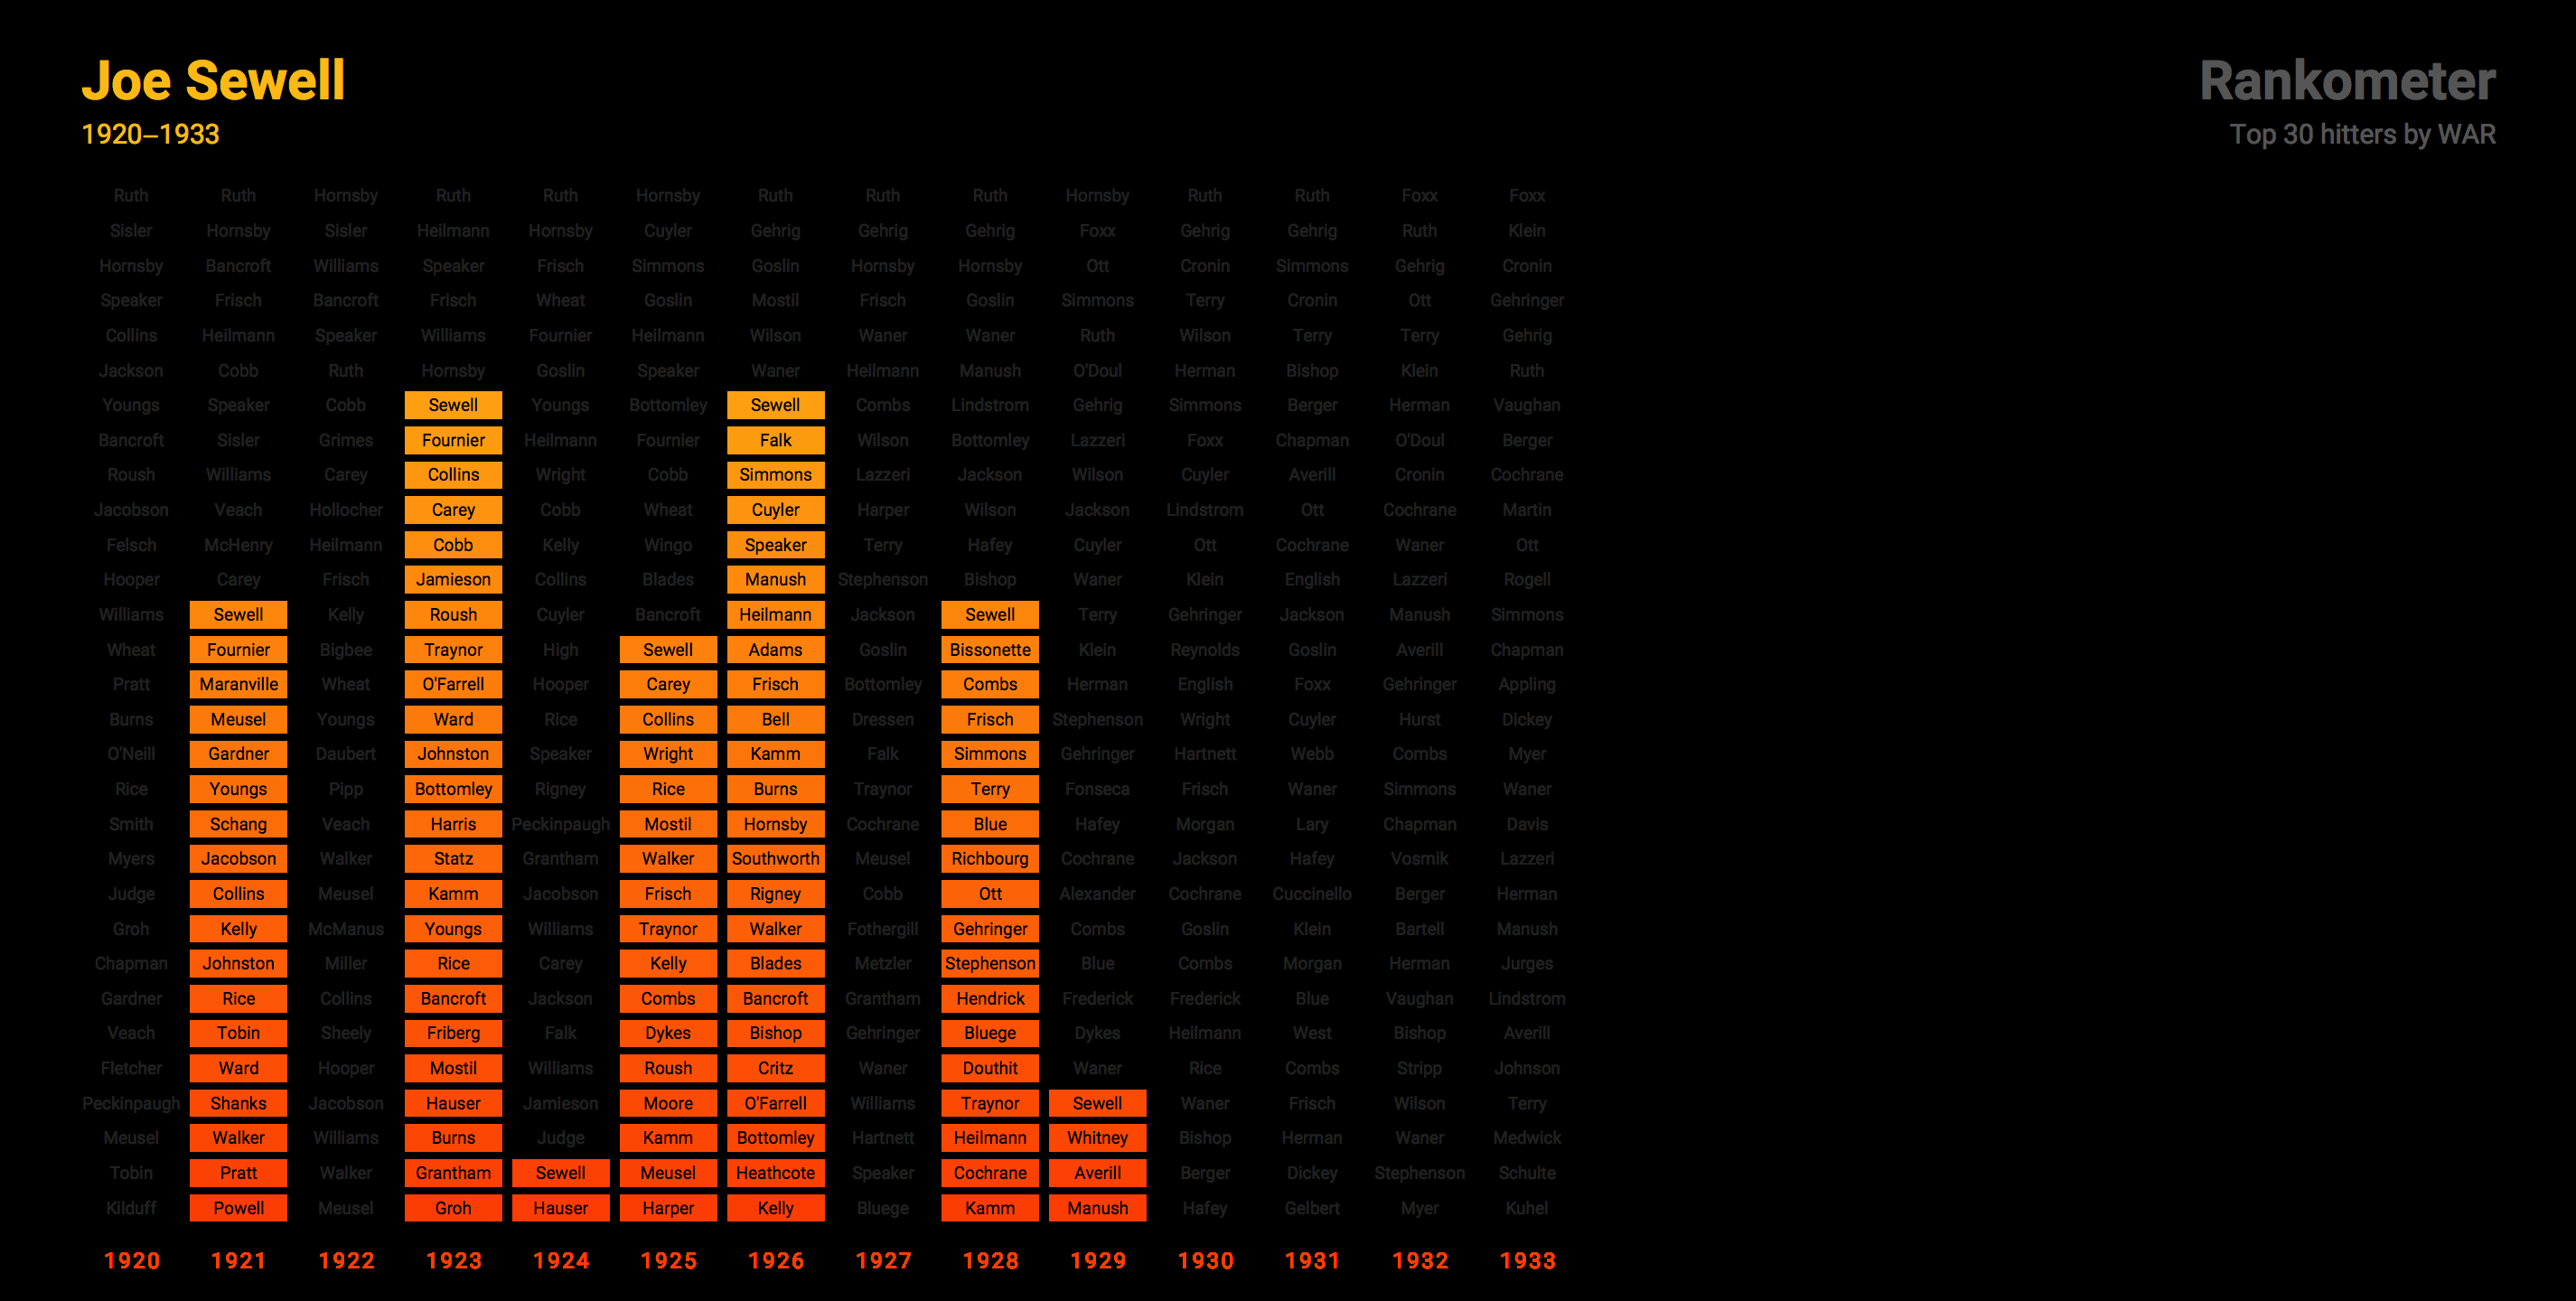 Joe Sewell
1920–1933
Rankometer
Top 30 hitters by WAR
Ruth Ruth Hornsby Ruth Ruth Hornsby Ruth Ruth Ruth Hornsby Ruth Ruth Foxx Foxx
Sisler Hornsby Sisler Heilmann Hornsby Cuyler Gehrig Gehrig Gehrig Foxx Gehrig Gehrig Ruth Klein
Hornsby Bancroft Williams Speaker Frisch Simmons Goslin Hornsby Hornsby Ott Cronin Simmons Gehrig Cronin
Speaker Frisch Bancroft Frisch Wheat Goslin Mostil Frisch Goslin Simmons Terry Cronin Ott Gehringer
Collins Heilmann Speaker Williams Fournier Heilmann Wilson Waner Waner Ruth Wilson Terry Terry Gehrig
Jackson Cobb Ruth Hornsby Goslin Speaker Waner Heilmann Manush O'Doul Herman Bishop Klein Ruth
Youngs Speaker Cobb Sewell Youngs Bottomley Sewell Combs Lindstrom Gehrig Simmons Berger Herman Vaughan
Bancroft Sisler Grimes Fournier Heilmann Fournier Falk Wilson Bottomley Lazzeri Foxx Chapman O'Doul Berger
Roush Williams Carey Collins Wright Cobb Simmons Lazzeri Jackson Wilson Cuyler Averill Cronin Cochrane
Jacobson Veach Hollocher Carey Cobb Wheat Cuyler Harper Wilson Jackson Lindstrom Ott Cochrane Martin
Felsch McHenry Heilmann Cobb Kelly Wingo Speaker Terry Hafey Cuyler Ott Cochrane Waner Ott
Hooper Carey Frisch Jamieson Collins Blades Manush Stephenson Bishop Waner Klein English Lazzeri Rogell
Williams Sewell Kelly Roush Cuyler Bancroft Heilmann Jackson Sewell Terry Gehringer Jackson Manush Simmons
Wheat Fournier Bigbee Traynor High Sewell Adams Goslin Bissonette Klein Reynolds Goslin Averill Chapman
Pratt Maranville Wheat O'Farrell Hooper Carey Frisch Bottomley Combs Herman English Foxx Gehringer Appling
Burns Meusel Youngs Ward Rice Collins Bell Dressen Frisch Stephenson Wright Cuyler Hurst Dickey
O'Neill Gardner Daubert Johnston Speaker Wright Kamm Falk Simmons Gehringer Hartnett Webb Combs Myer
Rice Youngs Pipp Bottomley Rigney Rice Burns Traynor Terry Fonseca Frisch Waner Simmons Waner
Smith Schang Veach Harris Peckinpaugh Mostil Hornsby Cochrane Blue Hafey Morgan Lary Chapman Davis
Myers Jacobson Walker Statz Grantham Walker Southworth Meusel Richbourg Cochrane Jackson Hafey Vosmik Lazzeri
Judge Collins Meusel Kamm Jacobson Frisch Rigney Cobb Ott Alexander Cochrane Cuccinello Berger Herman
Groh Kelly McManus Youngs Williams Traynor Walker Fothergill Gehringer Combs Goslin Klein Bartell Manush
Chapman Johnston Miller Rice Carey Kelly Blades Metzler Stephenson Blue Combs Morgan Herman Jurges
Gardner Rice Collins Bancroft Jackson Combs Bancroft Grantham Hendrick Frederick Frederick Blue Vaughan Lindstrom
Veach Tobin Sheely Friberg Falk Dykes Bishop Gehringer Bluege Dykes Heilmann West Bishop Averill
Fletcher Ward Hooper Mostil Williams Roush Critz Waner Douthit Waner Rice Combs Stripp Johnson
Peckinpaugh Shanks Jacobson Hauser Jamieson Moore O'Farrell Williams Traynor Sewell Waner Frisch Wilson Terry
Meusel Walker Williams Burns Judge Kamm Bottomley Hartnett Heilmann Whitney Bishop Herman Waner Medwick
Tobin Pratt Walker Grantham Sewell Meusel Heathcote Speaker Cochrane Averill Berger Dickey Stephenson Schulte
Kilduff Powell Meusel Groh Hauser Harper Kelly Bluege Kamm Manush Hafey Gelbert Myer Kuhel
1920 1921 1922 1923 1924 1925 1926 1927 1928 1929 1930 1931 1932 1933